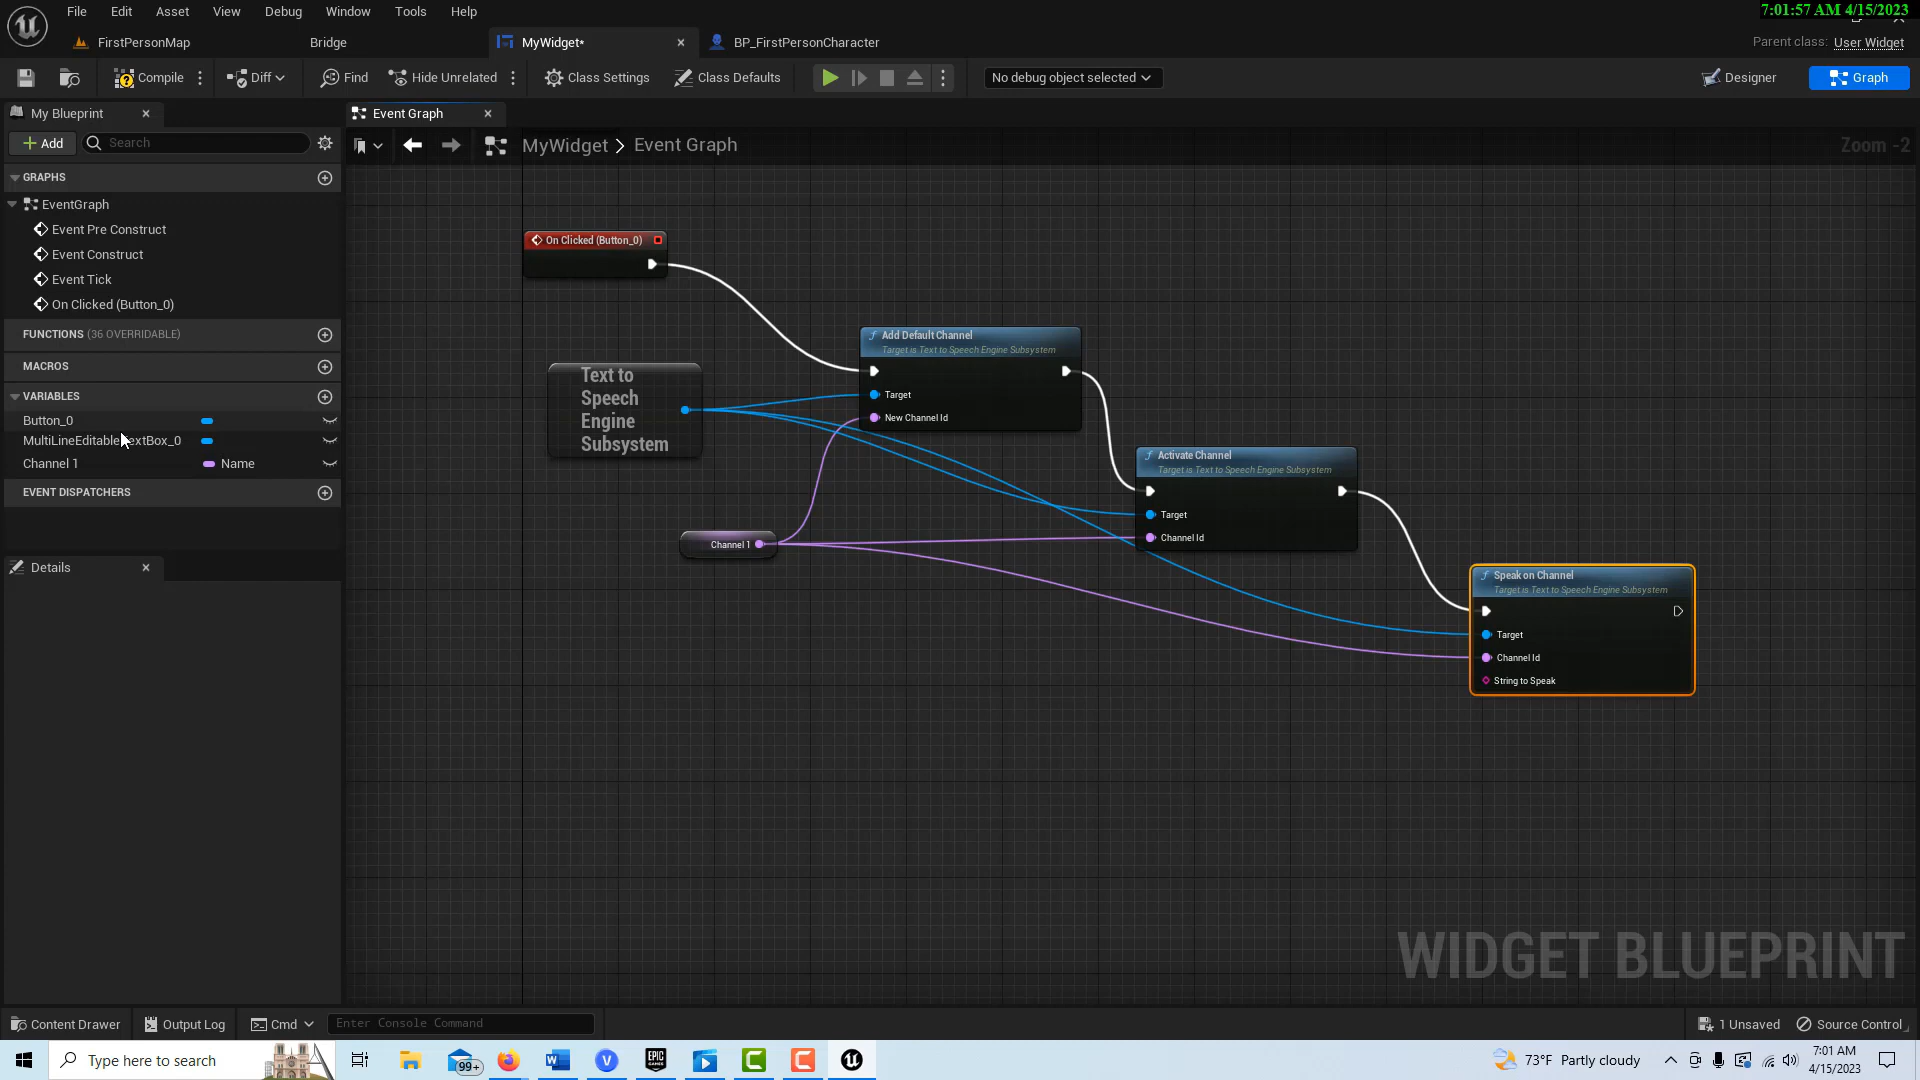 File Edit Asset View Debug Window Tools Help
7:01:57 AM 4/15/2023
FirstPersonMap
Bridge
MyWidget*
BP_FirstPersonCharacter
Parent class: User Widget
Compile
Diff
Find
Hide Unrelated
Class Settings
Class Defaults
No debug object selected
Designer
Graph
My Blueprint
Event Graph
Add
Search
MyWidget > Event Graph
Zoom -2
GRAPHS
EventGraph
Event Pre Construct
Event Construct
Event Tick
On Clicked (Button_0)
FUNCTIONS (36 OVERRIDABLE)
MACROS
VARIABLES
Button_0
MultiLineEditableTextBox_0
Channel 1
Name
EVENT DISPATCHERS
Details
On Clicked (Button_0)
Text to
Speech
Engine
Subsystem
Add Default Channel
Target is Text to Speech Engine Subsystem
Target
New Channel Id
Channel 1
Activate Channel
Target is Text to Speech Engine Subsystem
Target
Channel Id
Speak on Channel
Target is Text to Speech Engine Subsystem
Target
Channel Id
String to Speak
WIDGET BLUEPRINT
Content Drawer
Output Log
Cmd
Enter Console Command
1 Unsaved
Source Control
Type here to search
99+
73°F Partly cloudy
7:01 AM
4/15/2023